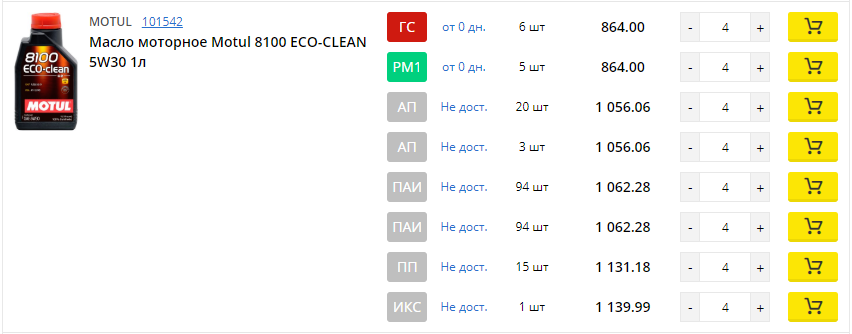 MOTUL 101542
Масло моторное Motul 8100 ECO-CLEAN
5W30 1л
8100
ECO-clean
MOTUL
ГС от 0 дн. 6 шт 864.00 - 4 +
РМ1 от 0 дн. 5 шт 864.00 - 4 +
АП Не дост. 20 шт 1 056.06 - 4 +
АП Не дост. 3 шт 1 056.06 - 4 +
ПАИ Не дост. 94 шт 1 062.28 - 4 +
ПАИ Не дост. 94 шт 1 062.28 - 4 +
ПП Не дост. 15 шт 1 131.18 - 4 +
ИКС Не дост. 1 шт 1 139.99 - 4 +